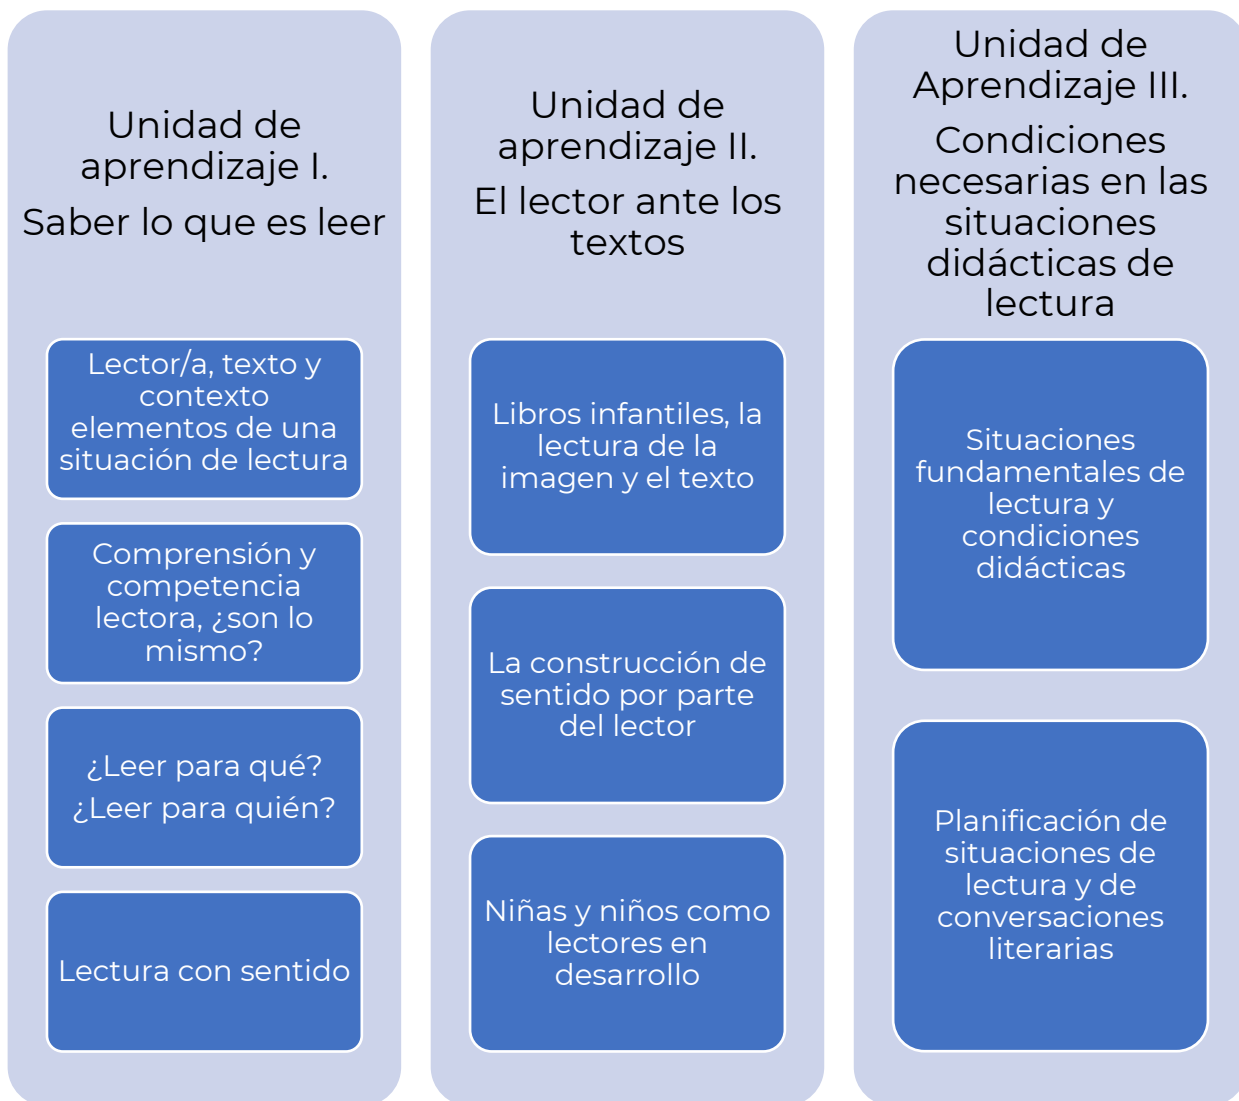 Unidad de
aprendizaje I.
Saber lo que es leer
Lector/a, texto y
contexto
elementos de una
situación de lectura
Comprensión y
competencia
lectora, ¿son lo
mismo?
¿Leer para qué?
¿Leer para quién?
Lectura con sentido
Unidad de
aprendizaje II.
El lector ante los
textos
Libros infantiles, la
lectura de la
imagen y el texto
La construcción de
sentido por parte
del lector
Niñas y niños como
lectores en
desarrollo
Unidad de
Aprendizaje III.
Condiciones
necesarias en las
situaciones
didácticas de
lectura
Situaciones
fundamentales de
lectura y
condiciones
didácticas
Planificación de
situaciones de
lectura y de
conversaciones
literarias